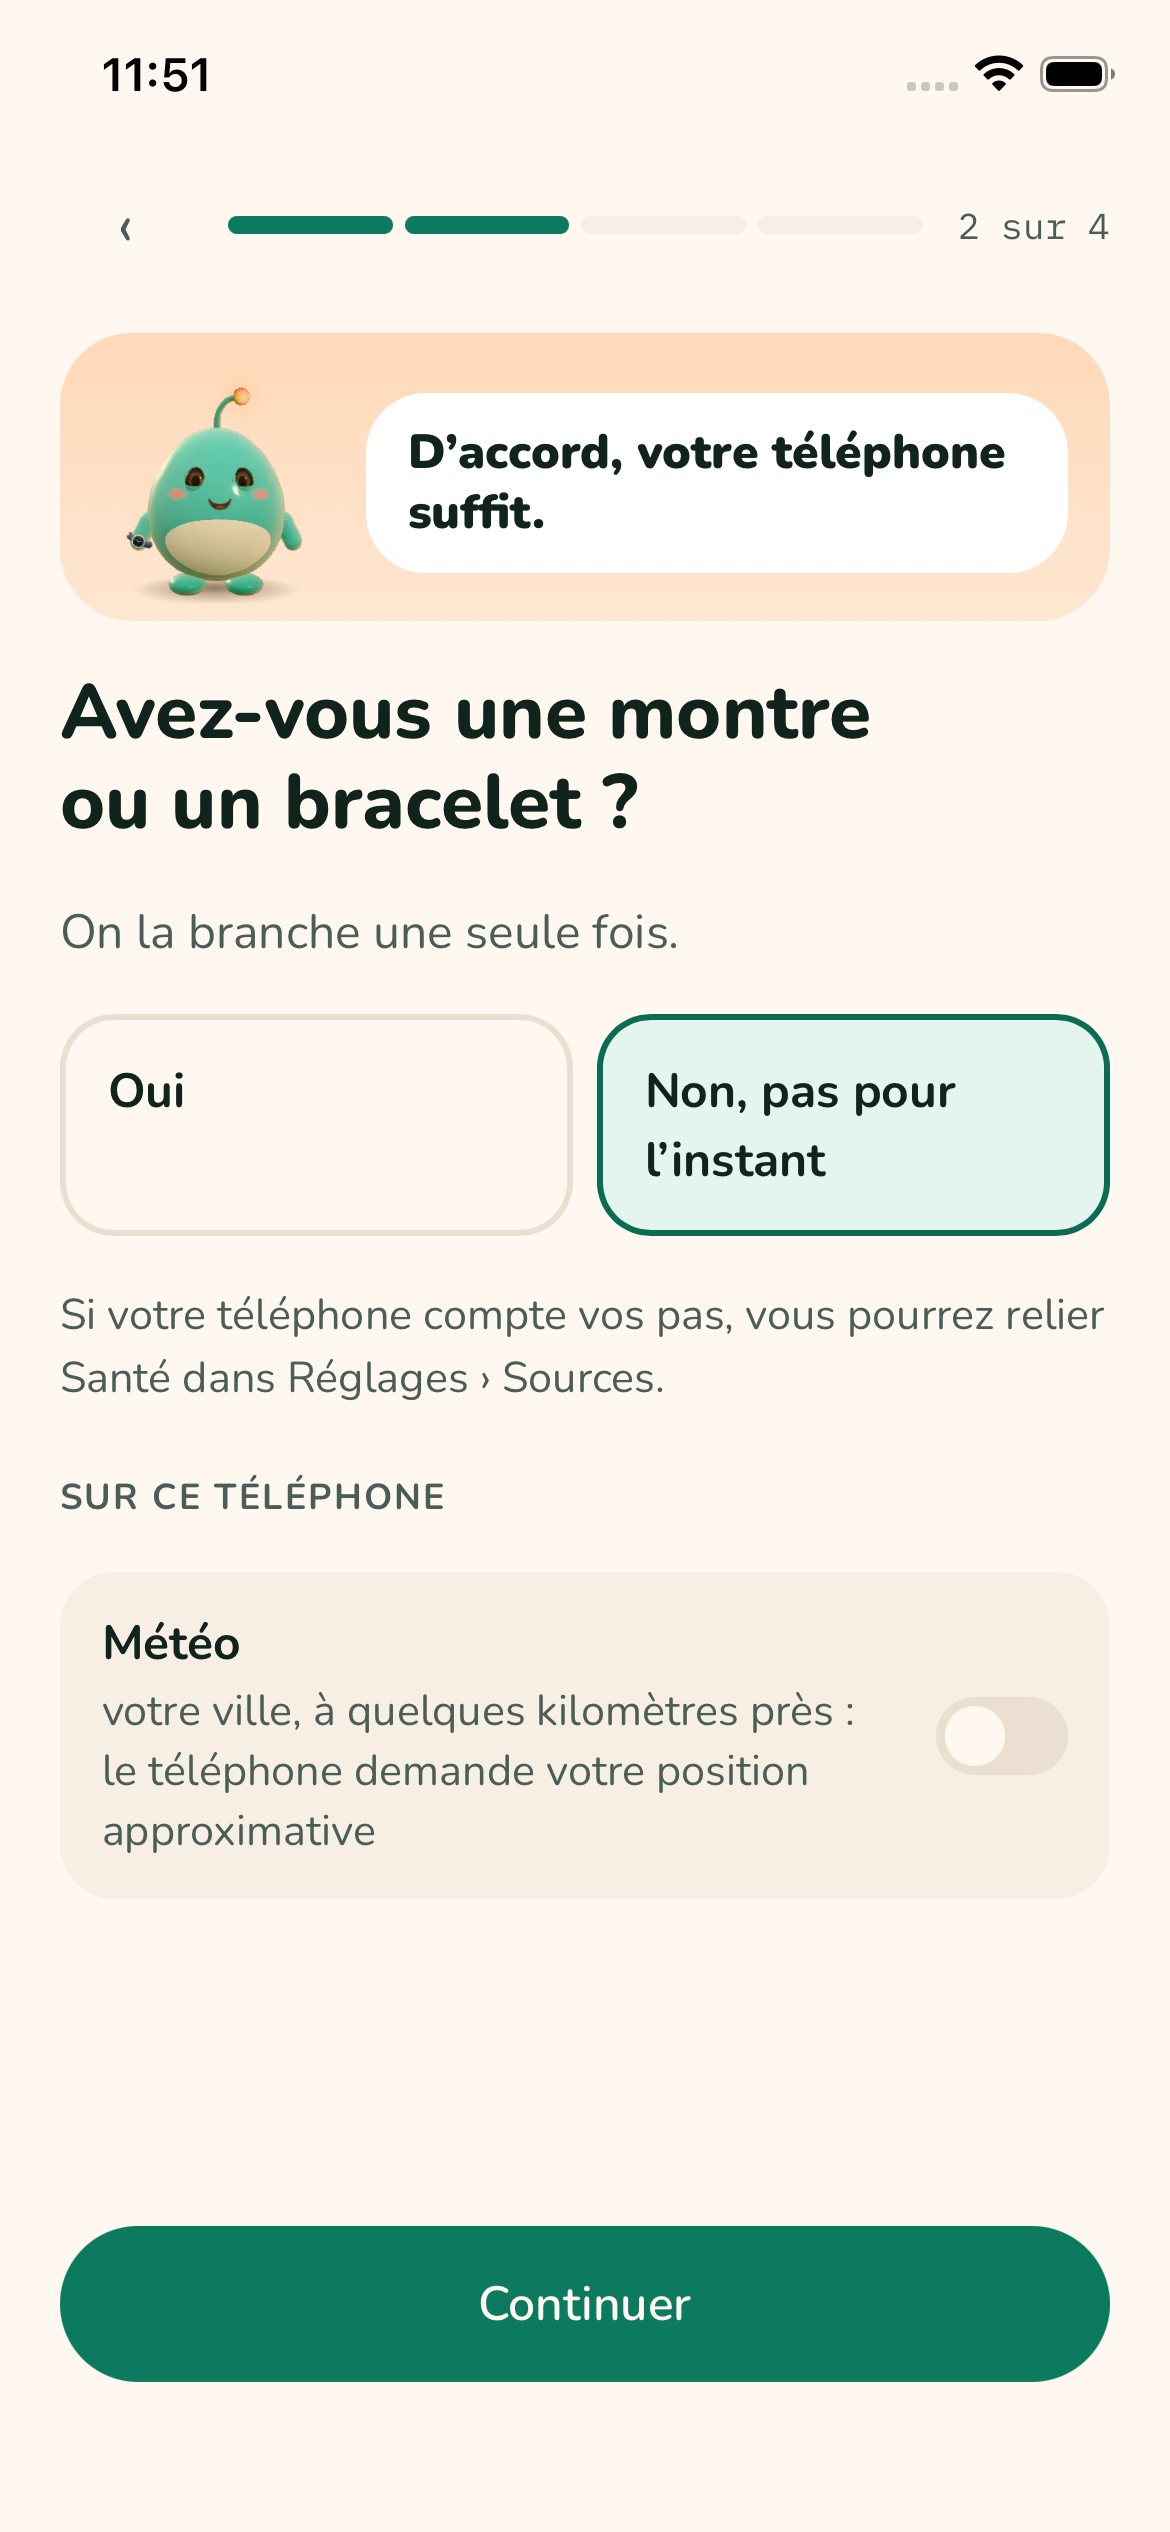 11:51
2 sur 4
D’accord, votre téléphone
suffit.
Avez-vous une montre
ou un bracelet ?
On la branche une seule fois.
Oui
Non, pas pour
l’instant
Si votre téléphone compte vos pas, vous pourrez relier
Santé dans Réglages › Sources.
SUR CE TÉLÉPHONE
Météo
votre ville, à quelques kilomètres près :
le téléphone demande votre position
approximative
Continuer